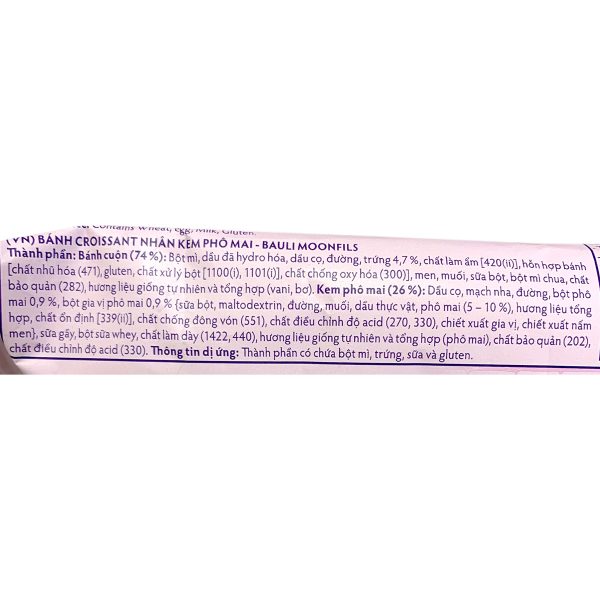 Contains Wheat, Egg, Milk, Gluten.
(VN) BÁNH CROISSANT NHÂN KEM PHÔ MAI - BAULI MOONFILS
Thành phần: Bánh cuộn (74 %): Bột mì, dầu đã hydro hóa, dầu cọ, đường, trứng 4,7 %, chất làm ẩm [420(ii)], hỗn hợp bánh
[chất nhũ hóa (471), gluten, chất xử lý bột [1100(i), 1101(i)], chất chống oxy hóa (300)], men, muối, sữa bột, bột mì chua, chất
bảo quản (282), hương liệu giống tự nhiên và tổng hợp (vani, bơ). Kem phô mai (26 %): Dầu cọ, mạch nha, đường, bột phô
mai 0,9 %, bột gia vị phô mai 0,9 % {sữa bột, maltodextrin, đường, muối, dầu thực vật, phô mai (5 – 10 %), hương liệu tổng
hợp, chất ổn định [339(ii)], chất chống đông vón (551), chất điều chỉnh độ acid (270, 330), chiết xuất gia vị, chiết xuất nấm
men}, sữa gầy, bột sữa whey, chất làm dày (1422, 440), hương liệu giống tự nhiên và tổng hợp (phô mai), chất bảo quản (202),
chất điều chỉnh độ acid (330). Thông tin dị ứng: Thành phần có chứa bột mì, trứng, sữa và gluten.